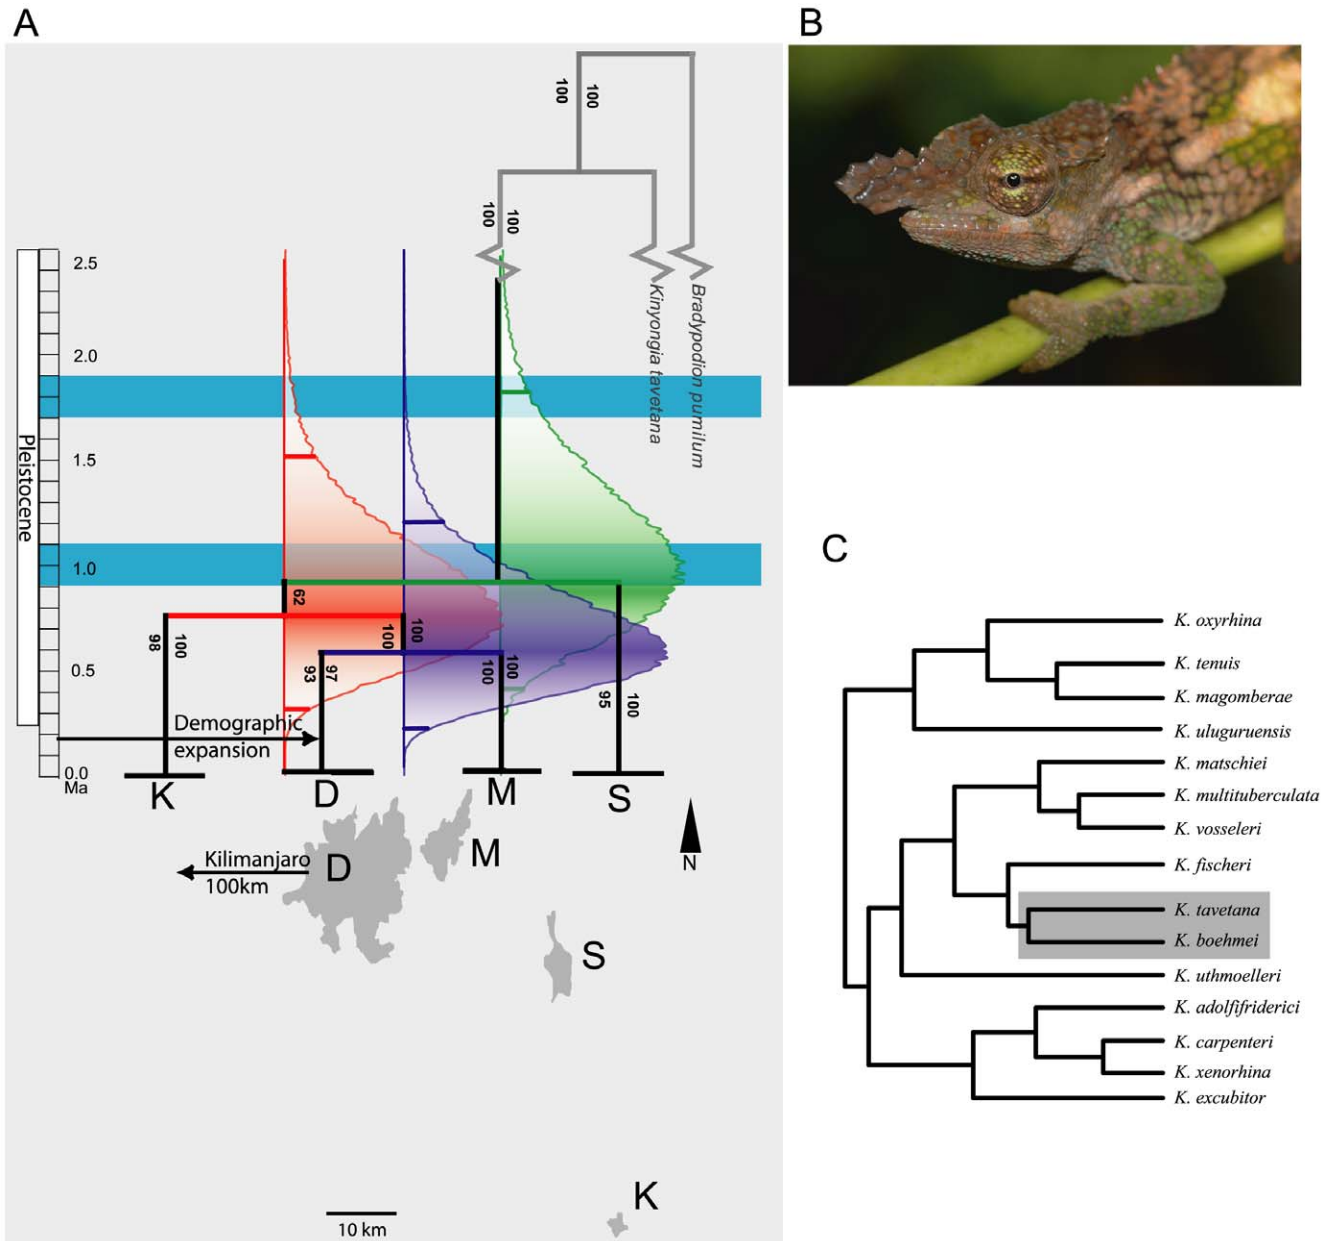 A
B
100
100
100
100
2.5
2.0
1.5
1.0
0.5
0.0
Ma
Pleistocene
Kinyongia tavetana
Bradypodion pumilum
62
98
100
100
100
93
97
100
100
95
100
Demographic
expansion
K
D
M
S
Kilimanjaro
100km
D
M
N
S
K
10 km
C
K. oxyrhina
K. tenuis
K. magomberae
K. uluguruensis
K. matschiei
K. multituberculata
K. vosseleri
K. fischeri
K. tavetana
K. boehmei
K. uthmoelleri
K. adolfifriderici
K. carpenteri
K. xenorhina
K. excubitor